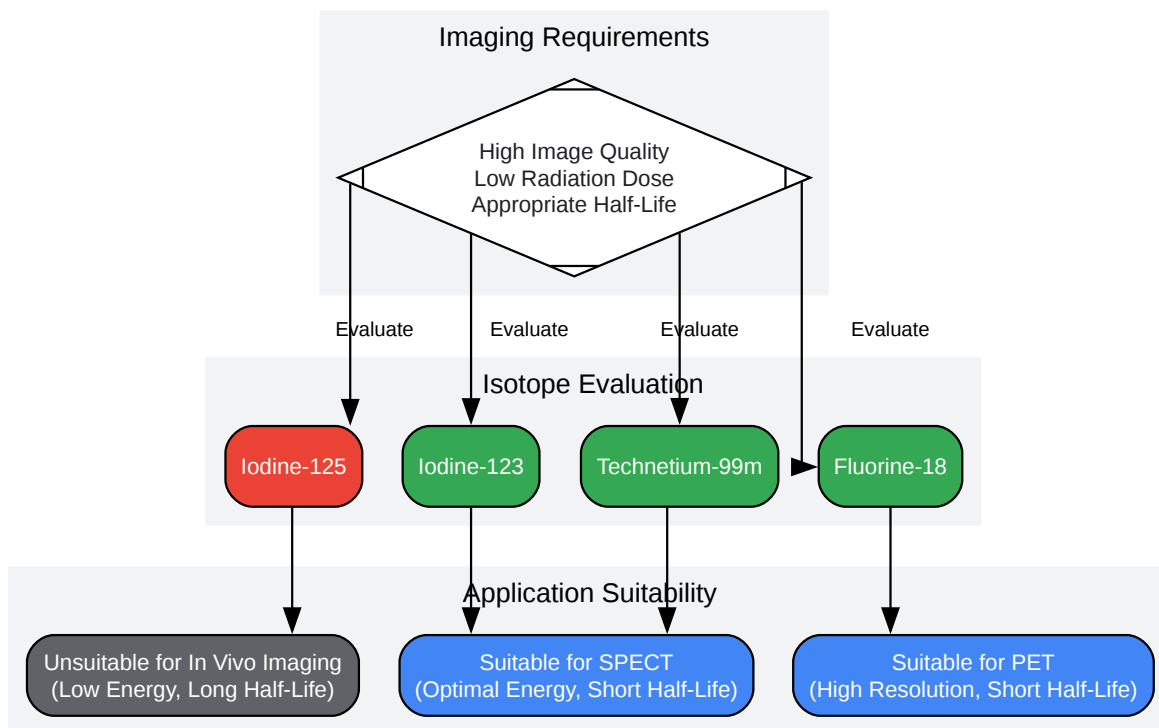 Imaging Requirements
High Image Quality
Low Radiation Dose
Appropriate Half-Life
Evaluate
Evaluate
Evaluate
Evaluate
Isotope Evaluation
Iodine-125
Iodine-123
Technetium-99m
Fluorine-18
Application Suitability
Unsuitable for In Vivo Imaging
(Low Energy, Long Half-Life)
Suitable for SPECT
(Optimal Energy, Short Half-Life)
Suitable for PET
(High Resolution, Short Half-Life)